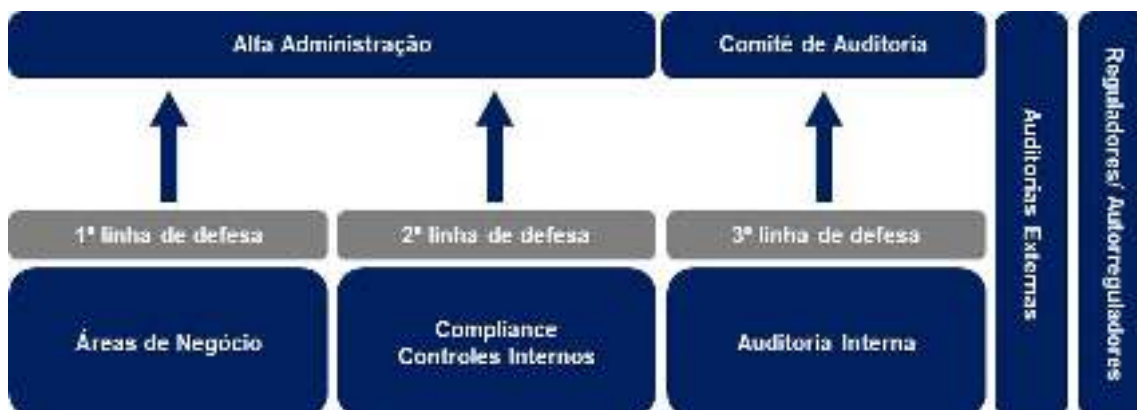 Alta Administração
Comitê de Auditoria
1ª linha de defesa
2ª linha de defesa
3ª linha de defesa
Áreas de Negócio
Compliance
Controles Internos
Auditoria Interna
Auditorias Externas
Reguladores/ Autorreguladores